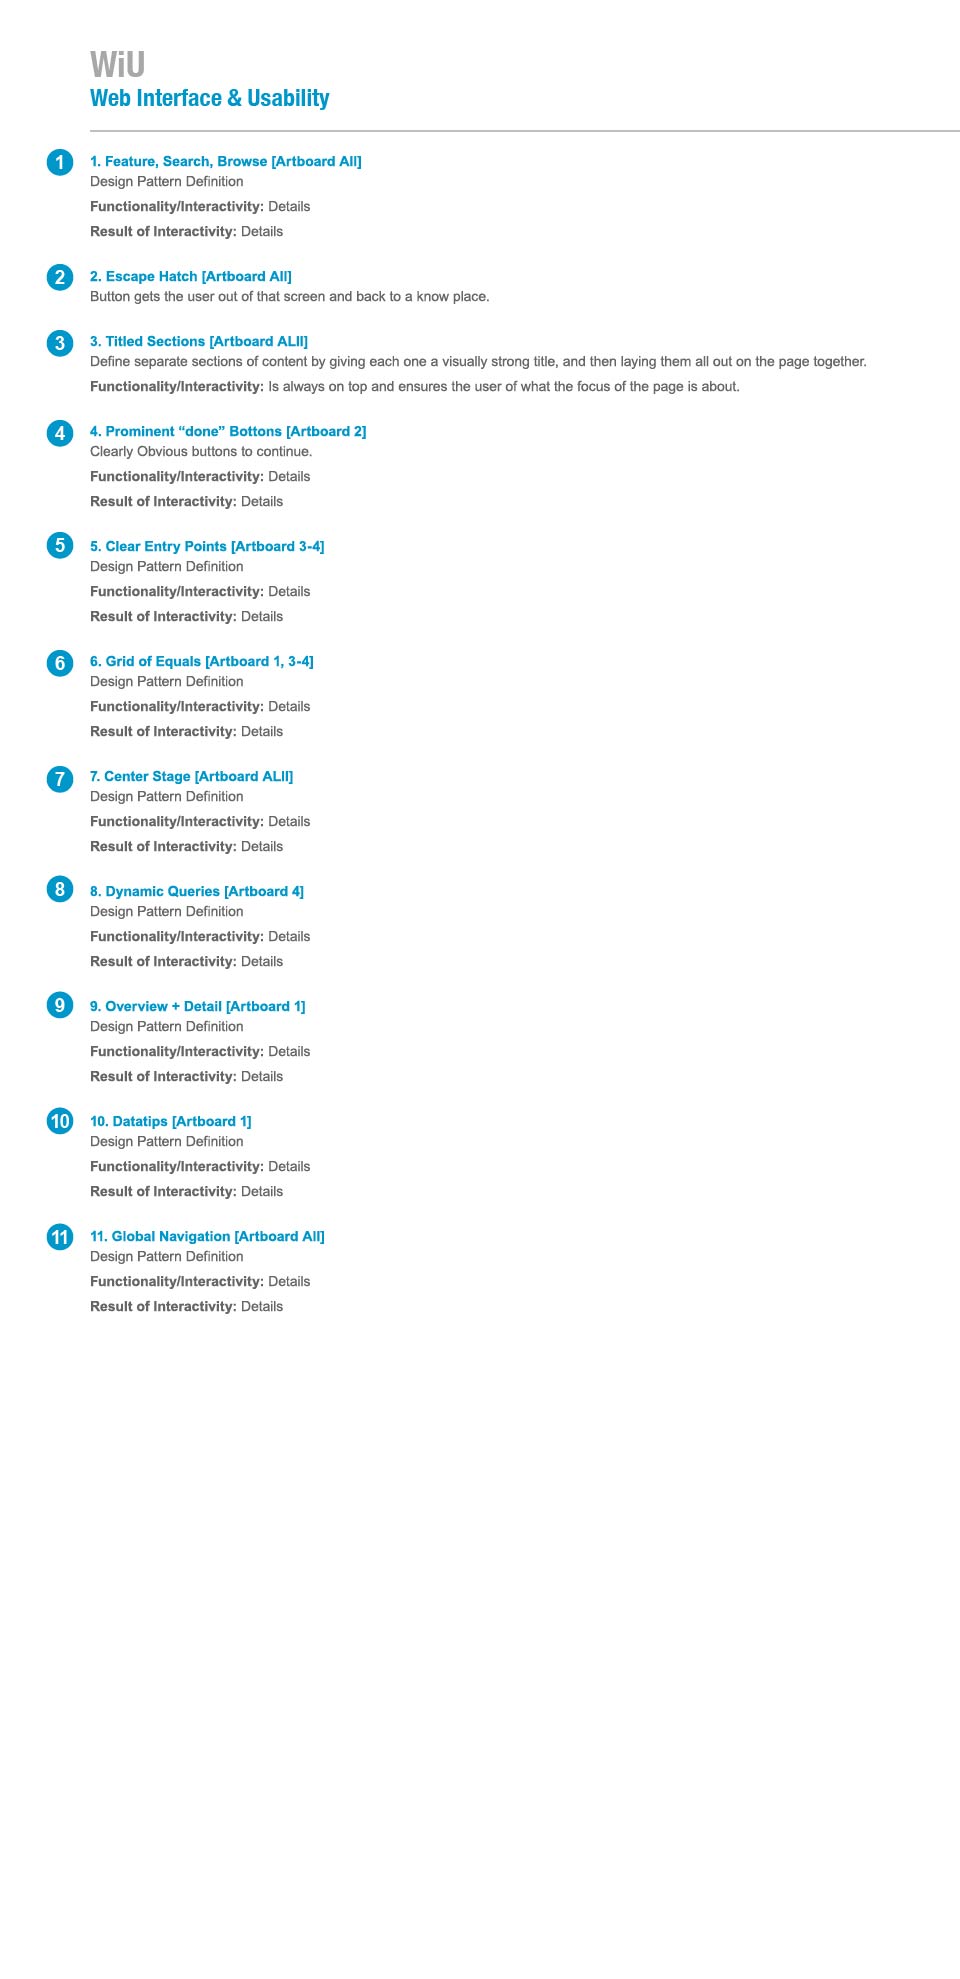 WiU
Web Interface & Usability
1 1. Feature, Search, Browse [Artboard All]
Design Pattern Definition
Functionality/Interactivity: Details
Result of Interactivity: Details
2 2. Escape Hatch [Artboard All]
Button gets the user out of that screen and back to a know place.
3 3. Titled Sections [Artboard ALll]
Define separate sections of content by giving each one a visually strong title, and then laying them all out on the page together.
Functionality/Interactivity: Is always on top and ensures the user of what the focus of the page is about.
4 4. Prominent “done” Bottons [Artboard 2]
Clearly Obvious buttons to continue.
Functionality/Interactivity: Details
Result of Interactivity: Details
5 5. Clear Entry Points [Artboard 3-4]
Design Pattern Definition
Functionality/Interactivity: Details
Result of Interactivity: Details
6 6. Grid of Equals [Artboard 1, 3-4]
Design Pattern Definition
Functionality/Interactivity: Details
Result of Interactivity: Details
7 7. Center Stage [Artboard ALll]
Design Pattern Definition
Functionality/Interactivity: Details
Result of Interactivity: Details
8 8. Dynamic Queries [Artboard 4]
Design Pattern Definition
Functionality/Interactivity: Details
Result of Interactivity: Details
9 9. Overview + Detail [Artboard 1]
Design Pattern Definition
Functionality/Interactivity: Details
Result of Interactivity: Details
10 10. Datatips [Artboard 1]
Design Pattern Definition
Functionality/Interactivity: Details
Result of Interactivity: Details
11 11. Global Navigation [Artboard All]
Design Pattern Definition
Functionality/Interactivity: Details
Result of Interactivity: Details